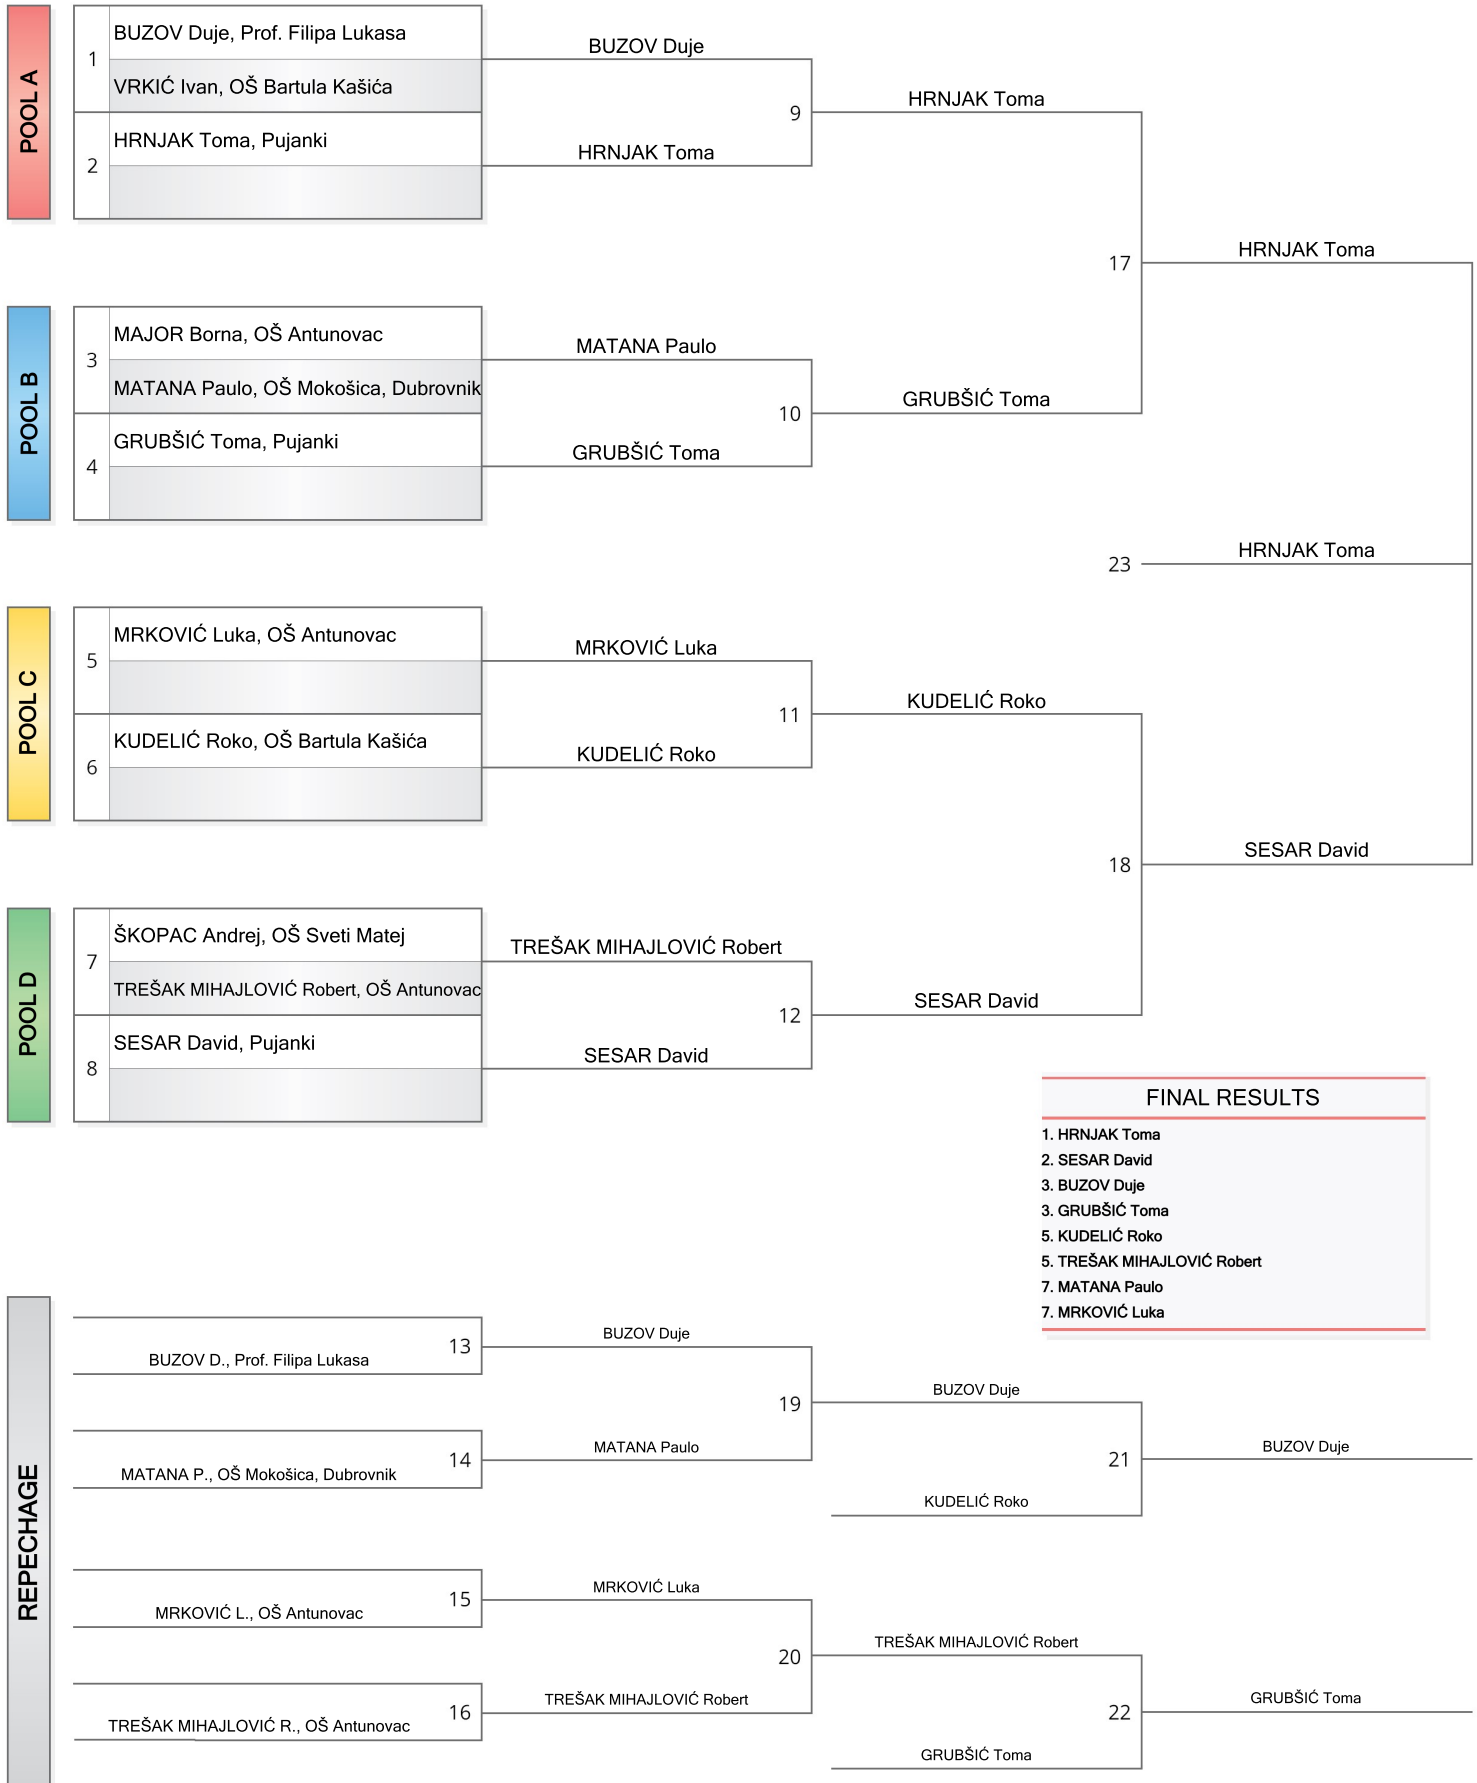 POOL A
1
BUZOV Duje, Prof. Filipa Lukasa
VRKIĆ Ivan, OŠ Bartula Kašića
2
HRNJAK Toma, Pujanki
BUZOV Duje
HRNJAK Toma
9
HRNJAK Toma
17
HRNJAK Toma
POOL B
3
MAJOR Borna, OŠ Antunovac
MATANA Paulo, OŠ Mokošica, Dubrovnik
4
GRUBŠIĆ Toma, Pujanki
MATANA Paulo
GRUBŠIĆ Toma
10
GRUBŠIĆ Toma
23
HRNJAK Toma
POOL C
5
MRKOVIĆ Luka, OŠ Antunovac
6
KUDELIĆ Roko, OŠ Bartula Kašića
MRKOVIĆ Luka
KUDELIĆ Roko
11
KUDELIĆ Roko
18
SESAR David
POOL D
7
ŠKOPAC Andrej, OŠ Sveti Matej
TREŠAK MIHAJLOVIĆ Robert, OŠ Antunovac
8
SESAR David, Pujanki
TREŠAK MIHAJLOVIĆ Robert
SESAR David
12
SESAR David
FINAL RESULTS
1. HRNJAK Toma
2. SESAR David
3. BUZOV Duje
3. GRUBŠIĆ Toma
5. KUDELIĆ Roko
5. TREŠAK MIHAJLOVIĆ Robert
7. MATANA Paulo
7. MRKOVIĆ Luka
REPECHAGE
BUZOV D., Prof. Filipa Lukasa
13
BUZOV Duje
MATANA P., OŠ Mokošica, Dubrovnik
14
MATANA Paulo
19
BUZOV Duje
KUDELIĆ Roko
21
BUZOV Duje
MRKOVIĆ L., OŠ Antunovac
15
MRKOVIĆ Luka
TREŠAK MIHAJLOVIĆ R., OŠ Antunovac
16
TREŠAK MIHAJLOVIĆ Robert
20
TREŠAK MIHAJLOVIĆ Robert
GRUBŠIĆ Toma
22
GRUBŠIĆ Toma